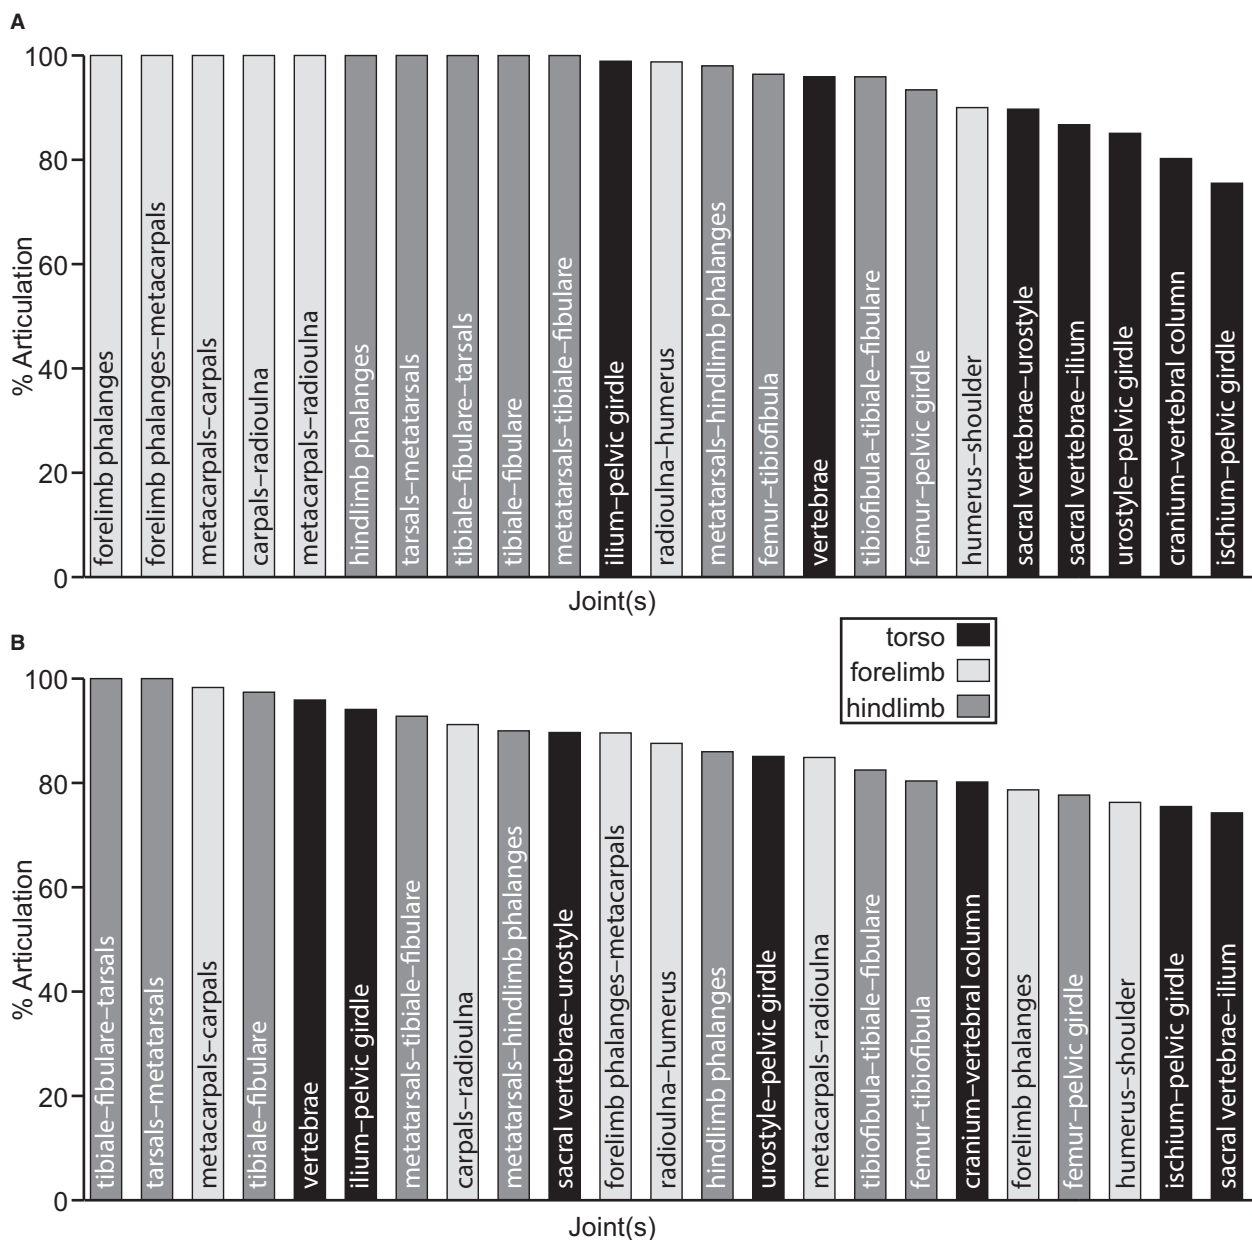 A
% Articulation
100
80
60
40
20
0
forelimb phalanges
forelimb phalanges–metacarpals
metacarpals–carpals
carpals–radioulna
metacarpals–radioulna
hindlimb phalanges
tarsals–metatarsals
tibiale–fibulare–tarsals
tibiale–fibulare
metatarsals–tibiale–fibulare
ilium–pelvic girdle
radioulna–humerus
metatarsals–hindlimb phalanges
femur–tibiofibula
vertebrae
tibiofibula–tibiale–fibulare
femur–pelvic girdle
humerus–shoulder
sacral vertebrae–urostyle
sacral vertebrae–ilium
urostyle–pelvic girdle
cranium–vertebral column
ischium–pelvic girdle
Joint(s)
torso
forelimb
hindlimb
B
% Articulation
100
80
60
40
20
0
tibiale–fibulare–tarsals
tarsals–metatarsals
metacarpals–carpals
tibiale–fibulare
vertebrae
ilium–pelvic girdle
metatarsals–tibiale–fibulare
carpals–radioulna
metatarsals–hindlimb phalanges
sacral vertebrae–urostyle
forelimb phalanges–metacarpals
radioulna–humerus
hindlimb phalanges
urostyle–pelvic girdle
metacarpals–radioulna
tibiofibula–tibiale–fibulare
femur–tibiofibula
cranium–vertebral column
forelimb phalanges
femur–pelvic girdle
humerus–shoulder
ischium–pelvic girdle
sacral vertebrae–ilium
Joint(s)